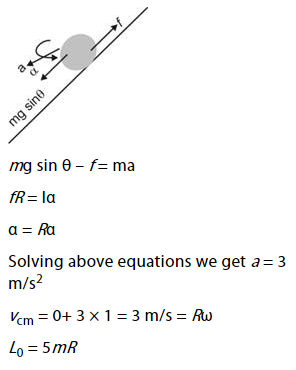 f
a
α
mg sinθ
mg sin θ – f = ma
fR = Iα
α = Rα
Solving above equations we get a = 3
m/s²
vcm = 0+ 3 × 1 = 3 m/s = Rω
L₀ = 5mR